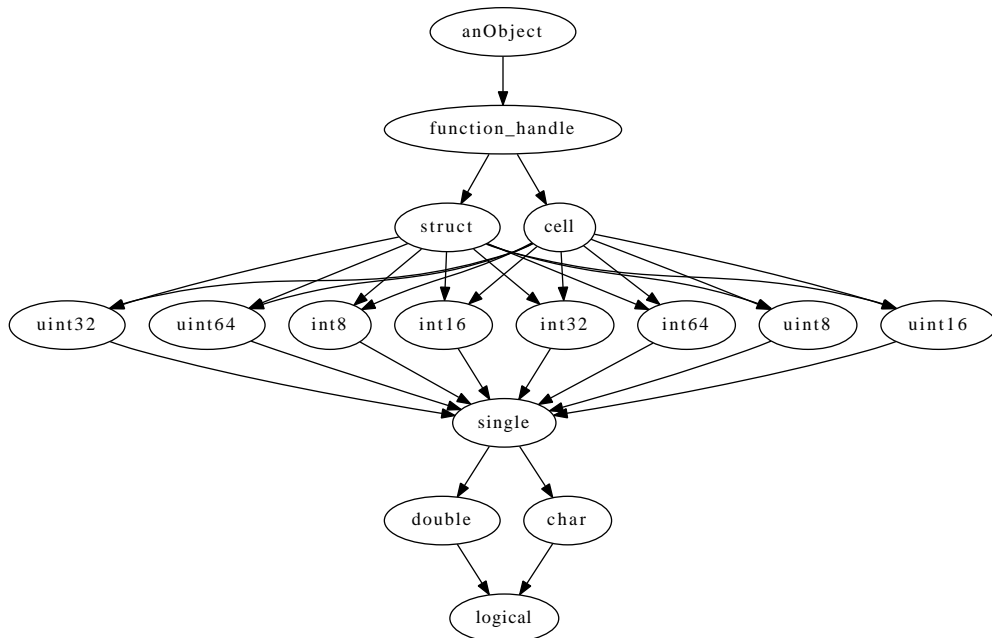 anObject
function_handle
struct cell
uint32 uint64 int8 int16 int32 int64 uint8 uint16
single
double char
logical